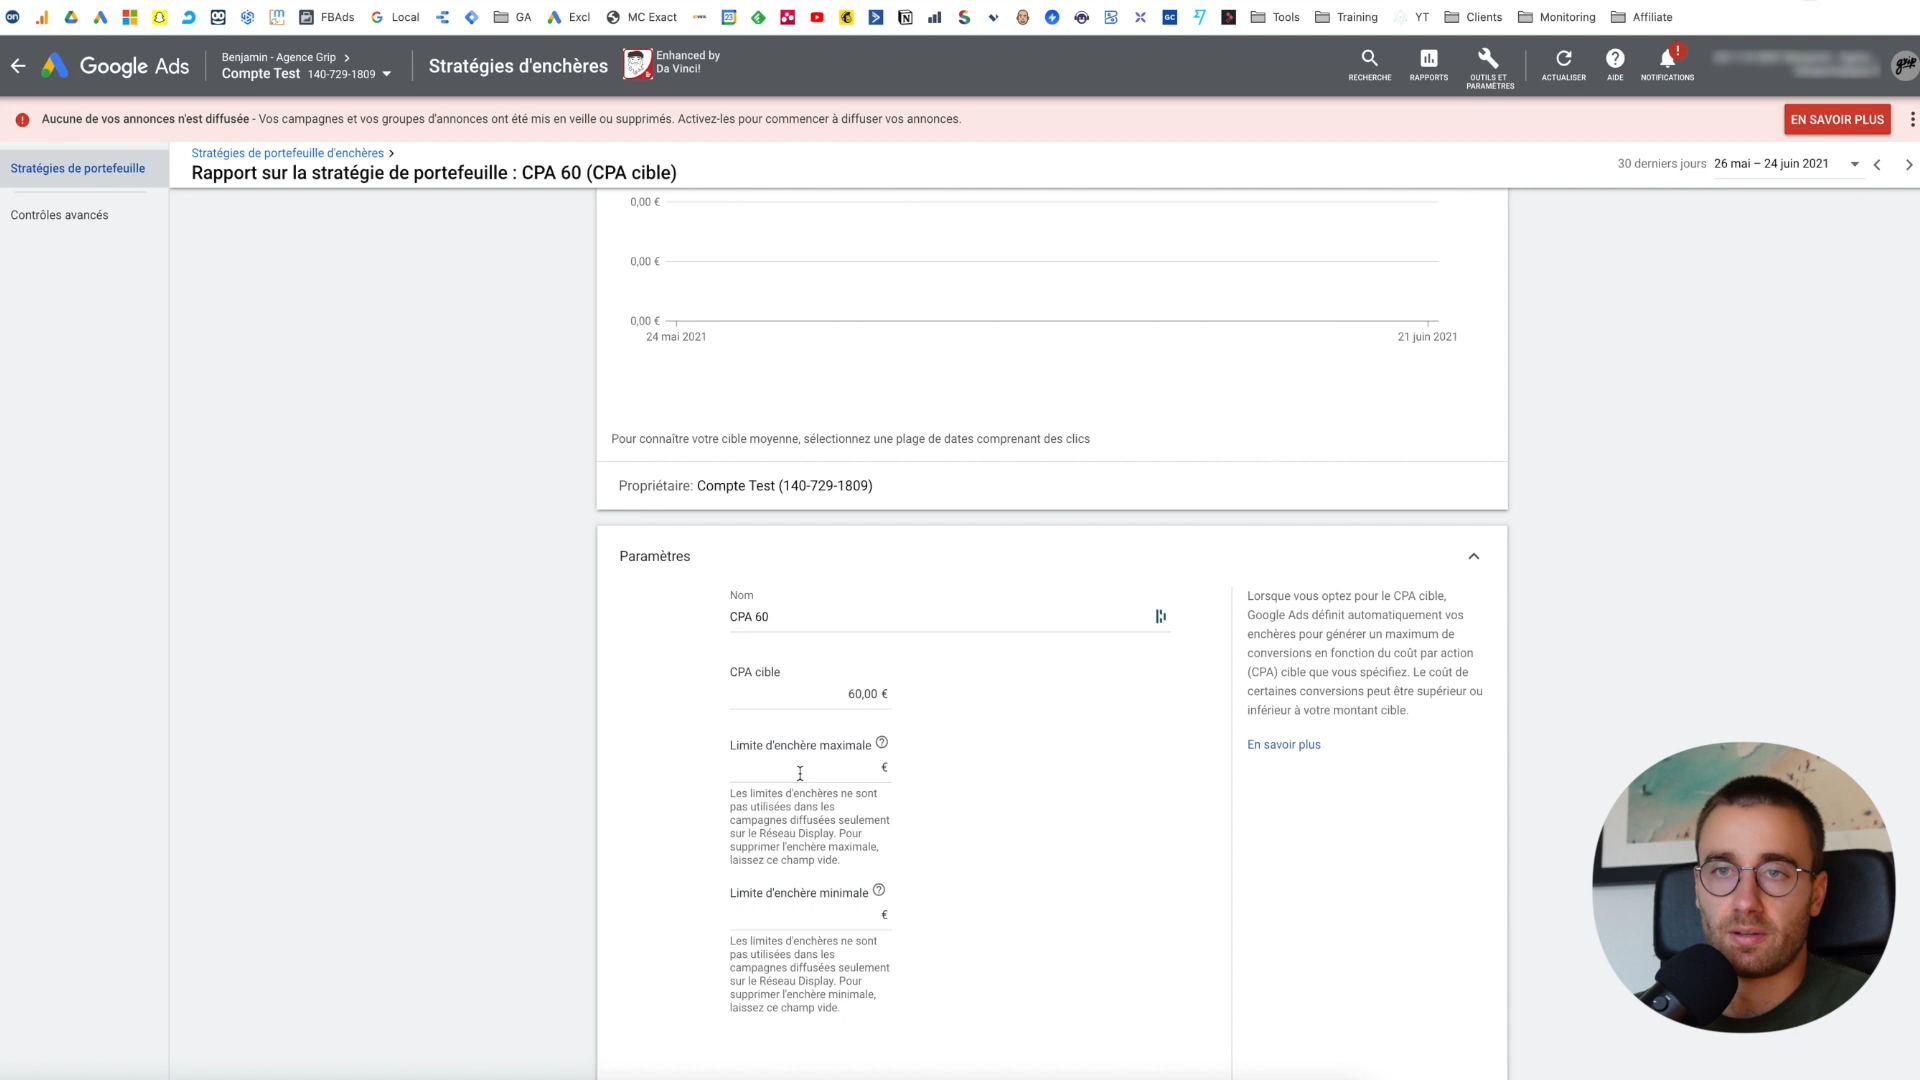 FBAds
Local
GA
Excl
MC Exact
Tools
Training
YT
Clients
Monitoring
Affiliate
Google Ads
Benjamin - Agence Grip
Compte Test 140-729-1809
Stratégies d'enchères
Enhanced by
Da Vinci!
RECHERCHE
RAPPORTS
OUTILS ET
PARAMÈTRES
ACTUALISER
AIDE
NOTIFICATIONS
grip
Aucune de vos annonces n'est diffusée - Vos campagnes et vos groupes d'annonces ont été mis en veille ou supprimés. Activez-les pour commencer à diffuser vos annonces.
EN SAVOIR PLUS
Stratégies de portefeuille
Contrôles avancés
Stratégies de portefeuille d'enchères
Rapport sur la stratégie de portefeuille : CPA 60 (CPA cible)
30 derniers jours 26 mai – 24 juin 2021
0,00 €
0,00 €
0,00 €
24 mai 2021
21 juin 2021
Pour connaître votre cible moyenne, sélectionnez une plage de dates comprenant des clics
Propriétaire: Compte Test (140-729-1809)
Paramètres
Nom
CPA 60
CPA cible
60,00 €
Limite d'enchère maximale
€
Les limites d'enchères ne sont
pas utilisées dans les
campagnes diffusées seulement
sur le Réseau Display. Pour
supprimer l'enchère maximale,
laissez ce champ vide.
Limite d'enchère minimale
€
Les limites d'enchères ne sont
pas utilisées dans les
campagnes diffusées seulement
sur le Réseau Display. Pour
supprimer l'enchère minimale,
laissez ce champ vide.
Lorsque vous optez pour le CPA cible,
Google Ads définit automatiquement vos
enchères pour générer un maximum de
conversions en fonction du coût par action
(CPA) cible que vous spécifiez. Le coût de
certaines conversions peut être supérieur ou
inférieur à votre montant cible.
En savoir plus